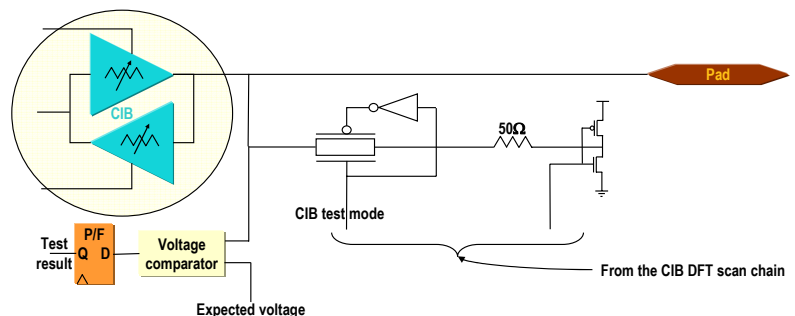 Pad
CIB
50Ω
CIB test mode
P/F
Test
result
Q D
Voltage
comparator
From the CIB DFT scan chain
Expected voltage